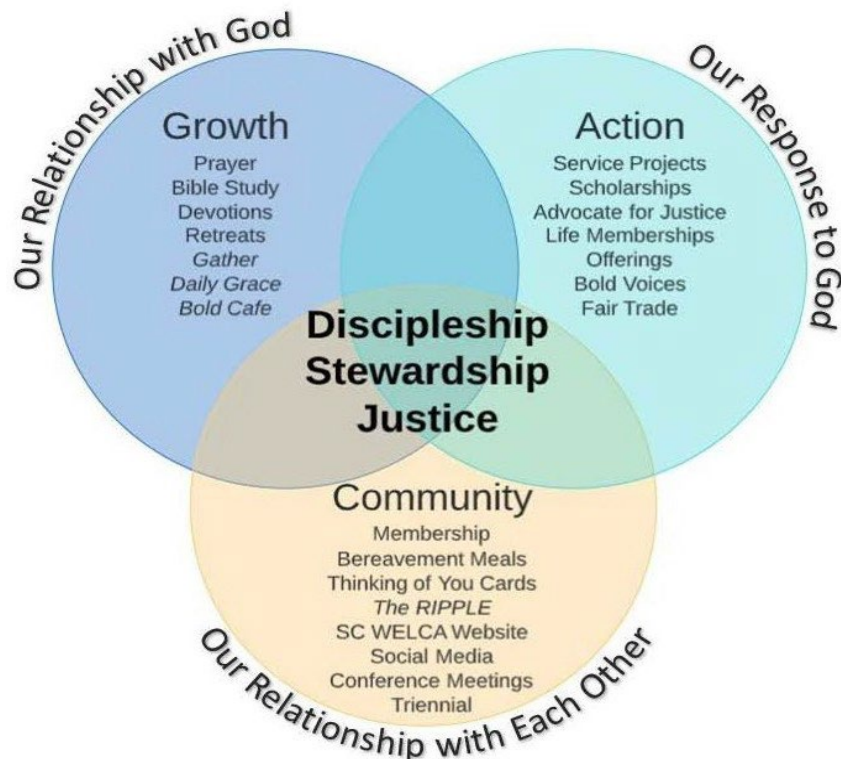 Our Relationship with God
Growth
Prayer
Bible Study
Devotions
Retreats
Gather
Daily Grace
Bold Cafe
Our Response to God
Action
Service Projects
Scholarships
Advocate for Justice
Life Memberships
Offerings
Bold Voices
Fair Trade
Discipleship
Stewardship
Justice
Community
Membership
Bereavement Meals
Thinking of You Cards
The RIPPLE
SC WELCA Website
Social Media
Conference Meetings
Triennial
Our Relationship with Each Other